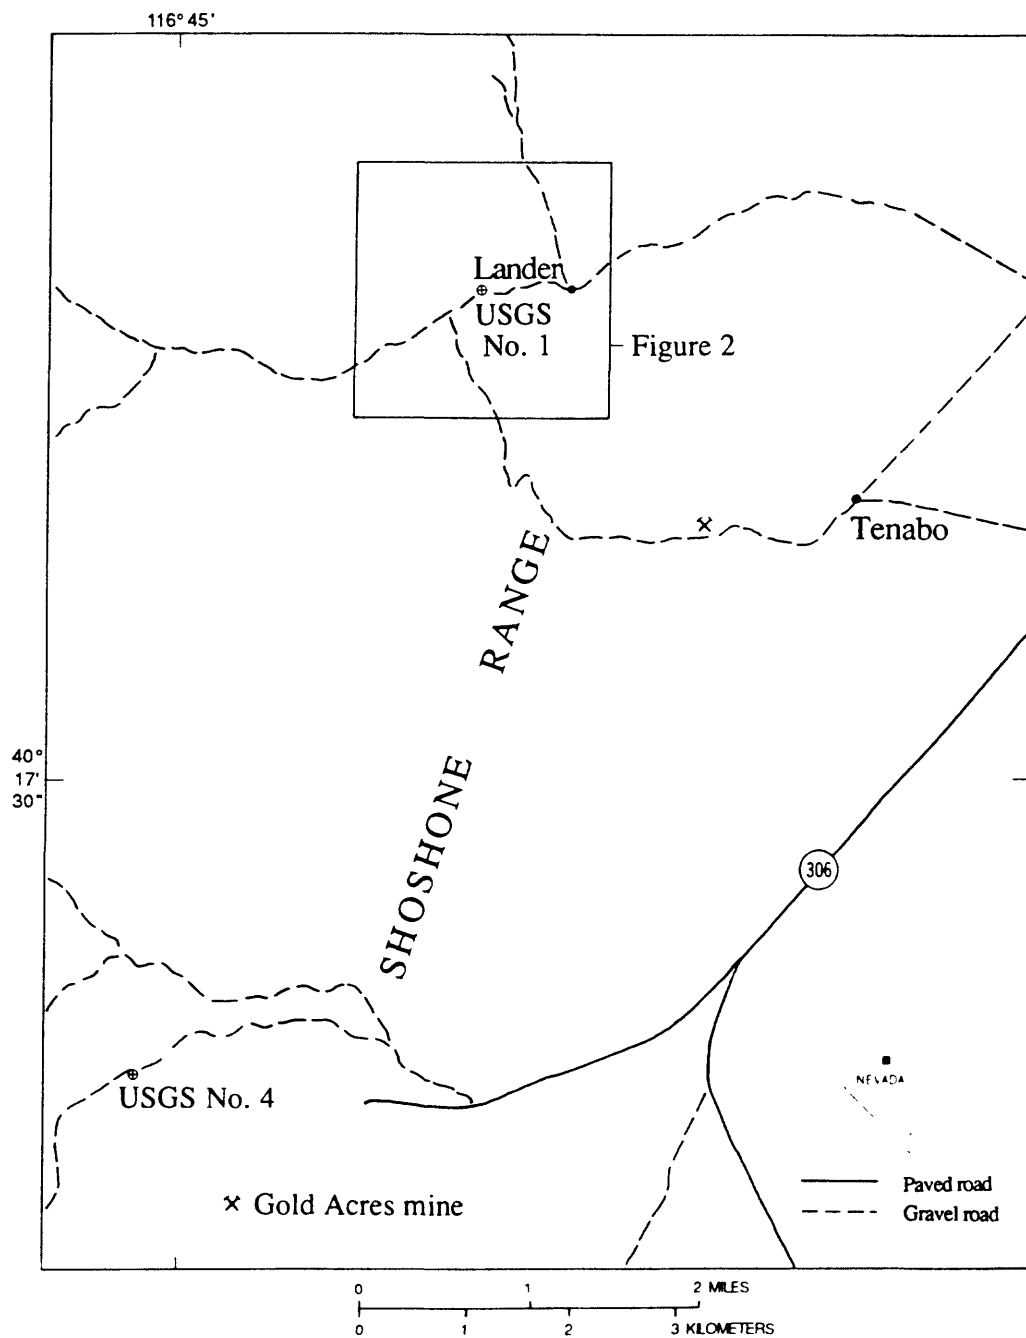 116° 45'
Lander
USGS
No. 1
Figure 2
Tenabo
RANGE
SHOSHONE
40°
17'
30"
306
USGS No. 4
NEVADA
Gold Acres mine
Paved road
Gravel road
0 1 2 MILES
0 1 2 3 KILOMETERS